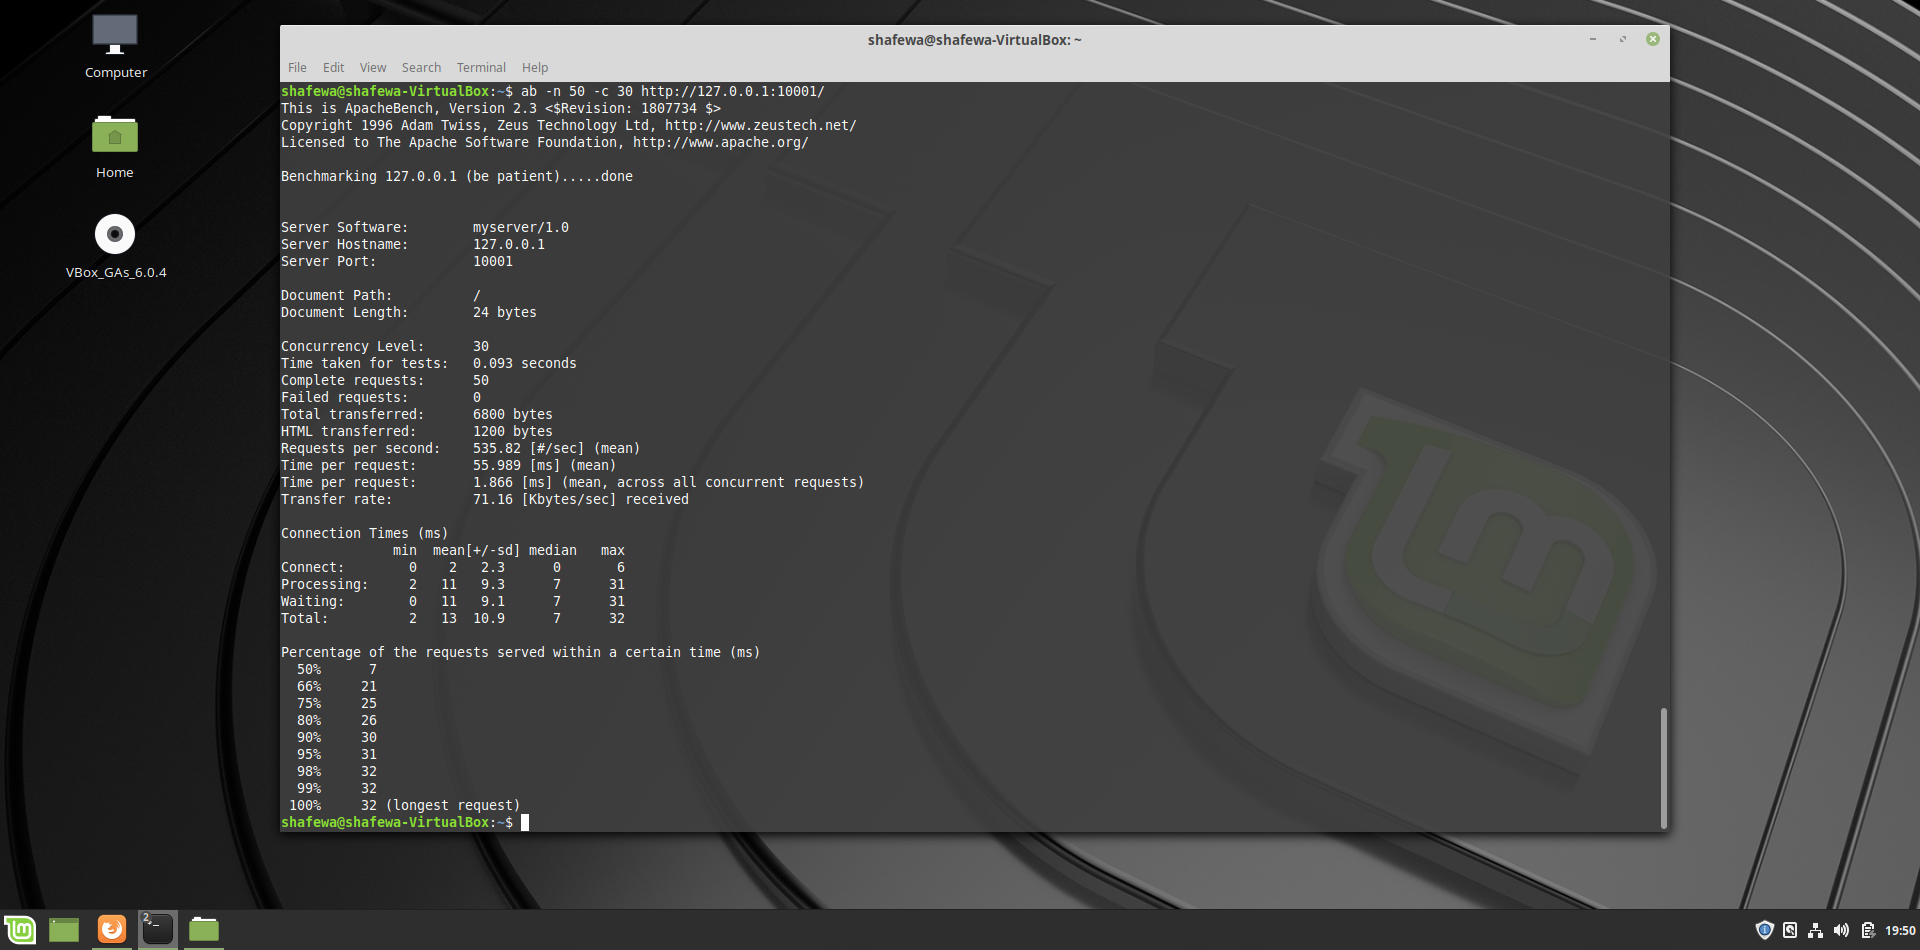 Computer
Home
VBox_GAs_6.0.4
shafewa@shafewa-VirtualBox: ~
File Edit View Search Terminal Help
shafewa@shafewa-VirtualBox:~$ ab -n 50 -c 30 http://127.0.0.1:10001/
This is ApacheBench, Version 2.3 <$Revision: 1807734 $>
Copyright 1996 Adam Twiss, Zeus Technology Ltd, http://www.zeustech.net/
Licensed to The Apache Software Foundation, http://www.apache.org/
Benchmarking 127.0.0.1 (be patient).....done
Server Software:        myserver/1.0
Server Hostname:        127.0.0.1
Server Port:            10001
Document Path:          /
Document Length:        24 bytes
Concurrency Level:      30
Time taken for tests:   0.093 seconds
Complete requests:      50
Failed requests:        0
Total transferred:      6800 bytes
HTML transferred:       1200 bytes
Requests per second:    535.82 [#/sec] (mean)
Time per request:       55.989 [ms] (mean)
Time per request:       1.866 [ms] (mean, across all concurrent requests)
Transfer rate:          71.16 [Kbytes/sec] received
Connection Times (ms)
              min  mean[+/-sd] median   max
Connect:        0    2   2.3      0       6
Processing:     2   11   9.3      7      31
Waiting:        0   11   9.1      7      31
Total:          2   13  10.9      7      32
Percentage of the requests served within a certain time (ms)
  50%      7
  66%     21
  75%     25
  80%     26
  90%     30
  95%     31
  98%     32
  99%     32
 100%     32 (longest request)
shafewa@shafewa-VirtualBox:~$
2
19:50